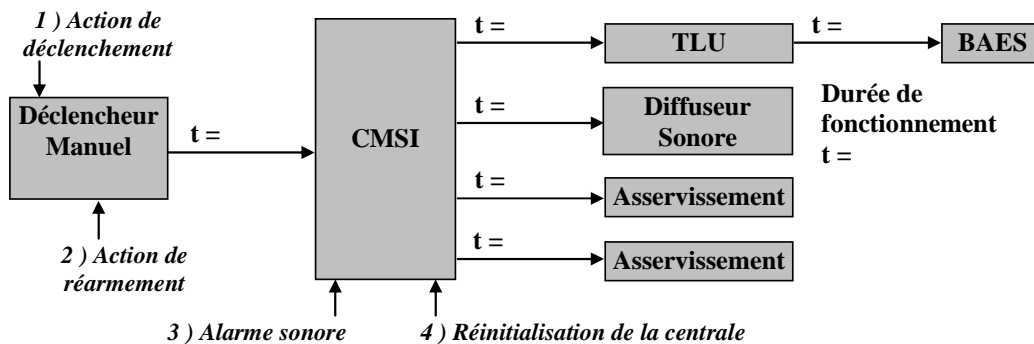 1 ) Action de
déclenchement
t =
TLU
t =
BAES
Déclencheur
Manuel
t =
CMSI
t =
Diffuseur
Sonore
Durée de
fonctionnement
t =
t =
Asservissement
t =
Asservissement
2 ) Action de
réarmement
3 ) Alarme sonore
4 ) Réinitialisation de la centrale